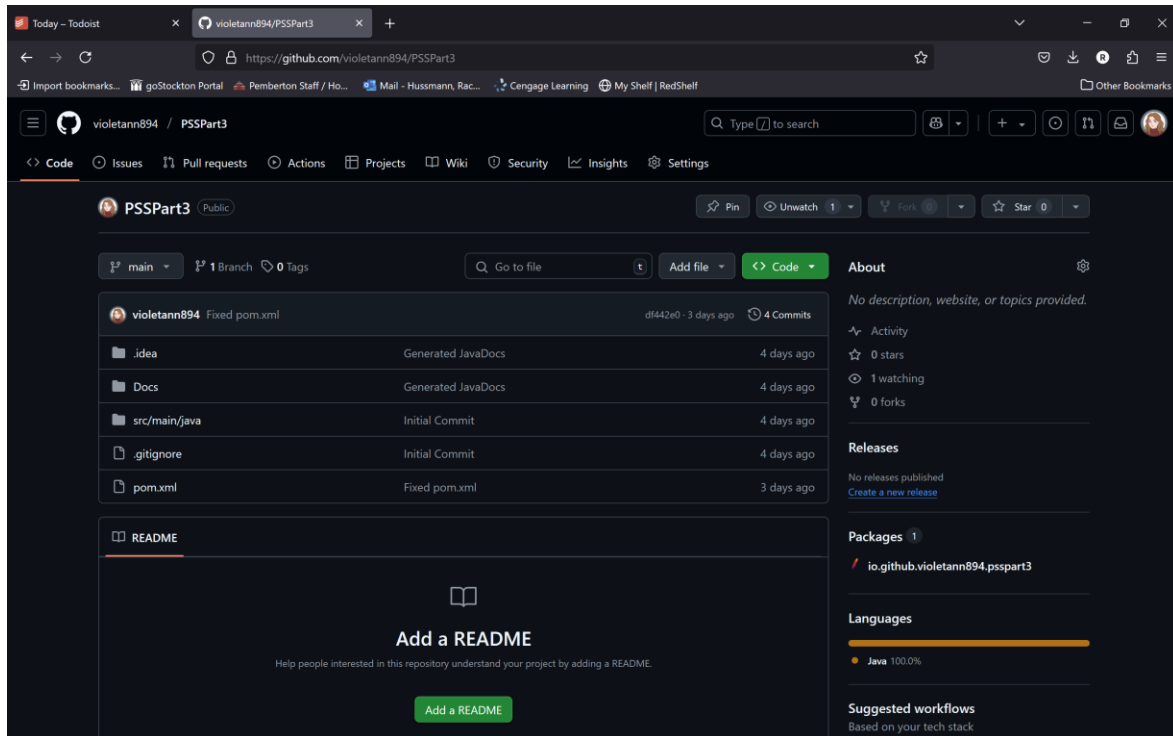 Today – Todoist
violetann894/PSSPart3
https://github.com/violetann894/PSSPart3
Import bookmarks... goStockton Portal Pemberton Staff / Ho... Mail - Hussmann, Rac... Cengage Learning My Shelf | RedShelf Other Bookmarks
violetann894 / PSSPart3
Type / to search
Code Issues Pull requests Actions Projects Wiki Security Insights Settings
PSSPart3 Public
Pin Unwatch 1 Fork 0 Star 0
main 1 Branch 0 Tags
Go to file t
Add file Code
violetann894 Fixed pom.xml df442e0 · 3 days ago 4 Commits
.idea Generated JavaDocs 4 days ago
Docs Generated JavaDocs 4 days ago
src/main/java Initial Commit 4 days ago
.gitignore Initial Commit 4 days ago
pom.xml Fixed pom.xml 3 days ago
README
Add a README
Help people interested in this repository understand your project by adding a README.
Add a README
About
No description, website, or topics provided.
Activity
0 stars
1 watching
0 forks
Releases
No releases published
Create a new release
Packages 1
io.github.violetann894.psspart3
Languages
Java 100.0%
Suggested workflows
Based on your tech stack